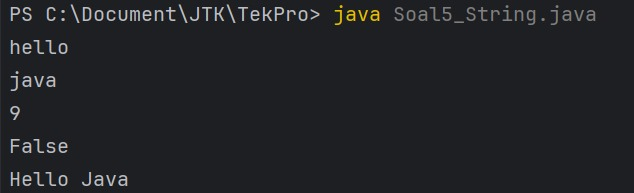 PS C:\Document\JTK\TekPro> java Soal5_String.java
hello
java
9
False
Hello Java